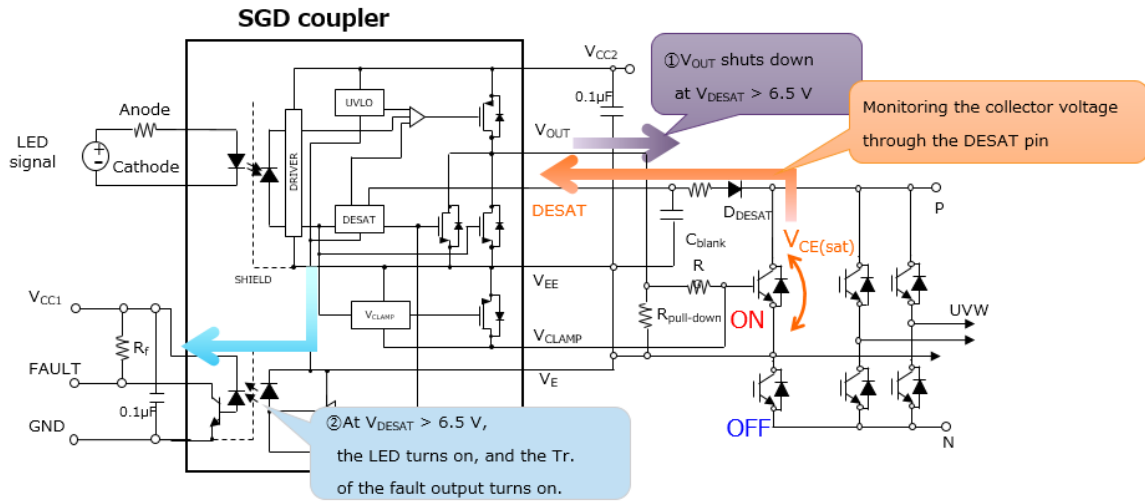 SGD coupler
①VOUT shuts down
at VDESAT > 6.5 V
Monitoring the collector voltage
through the DESAT pin
VCC2
0.1µF
UVLO
Anode
LED
signal
Cathode
DRIVER
VOUT
DESAT
DESAT
DDESAT
P
Cblank
VCE(sat)
SHIELD
VEE
R
VCC1
VCLAMP
Rpull-down
ON
UVW
Rf
VCLAMP
FAULT
VE
0.1µF
GND
OFF
N
②At VDESAT > 6.5 V,
the LED turns on, and the Tr.
of the fault output turns on.